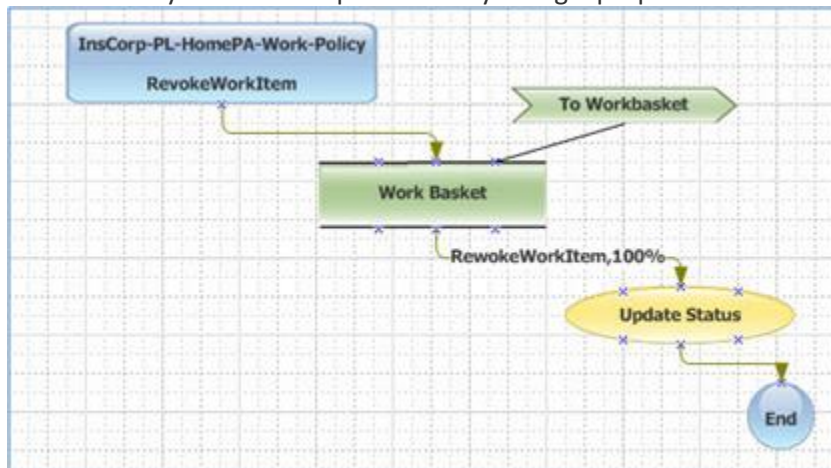 InsCorp-PL-HomePA-Work-Policy
RevokeWorkItem
To Workbasket
Work Basket
RewokeWorkItem,100%
Update Status
End